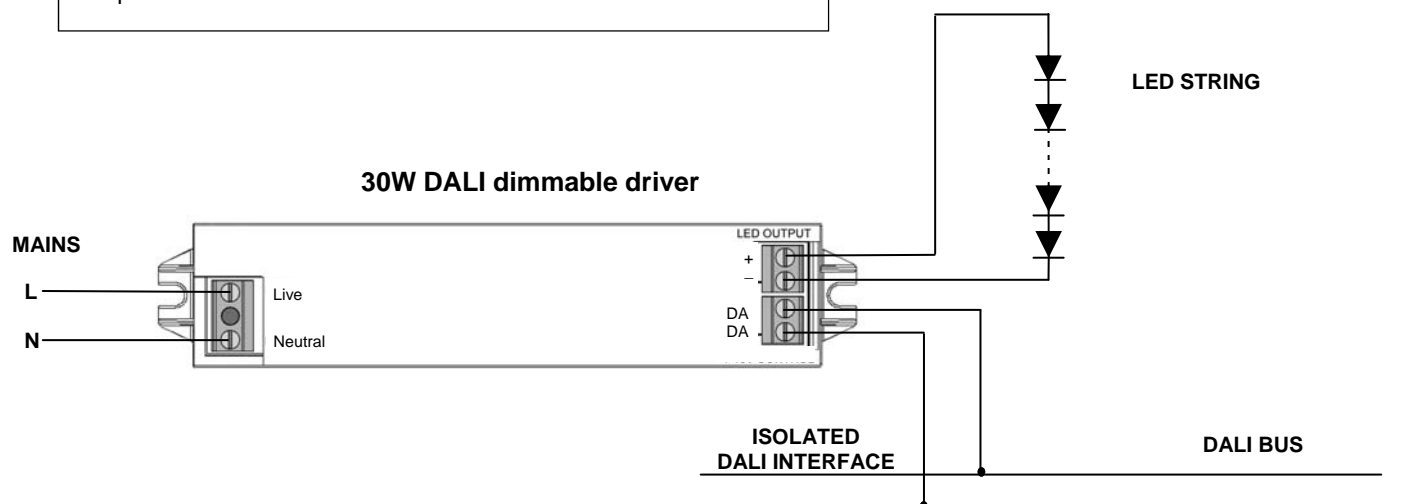 LED STRING
30W DALI dimmable driver
LED OUTPUT
MAINS
+
L
Live
−
DA
DA
N
Neutral
ISOLATED
DALI INTERFACE
DALI BUS